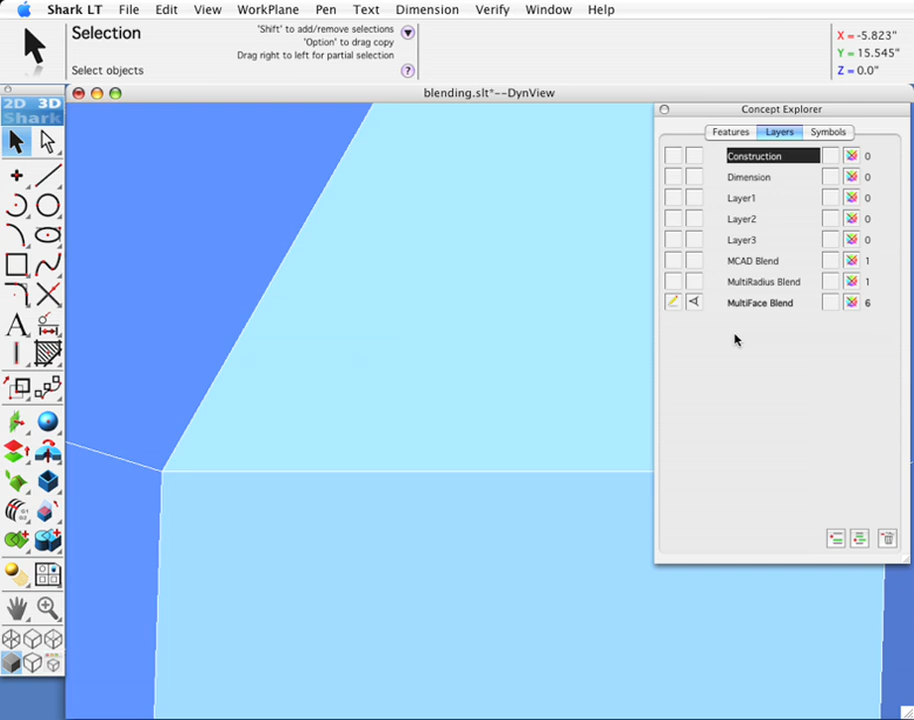 Shark LT File Edit View WorkPlane Pen Text Dimension Verify Window Help
Selection
'Shift' to add/remove selections
'Option' to drag copy
Drag right to left for partial selection
Select objects
?
X = -5.823"
Y = 15.545"
Z = 0.0"
blending.slt*--DynView
2D 3D
Shark
A
Concept Explorer
Features Layers Symbols
Construction 0
Dimension 0
Layer1 0
Layer2 0
Layer3 0
MCAD Blend 1
MultiRadius Blend 1
MultiFace Blend 6